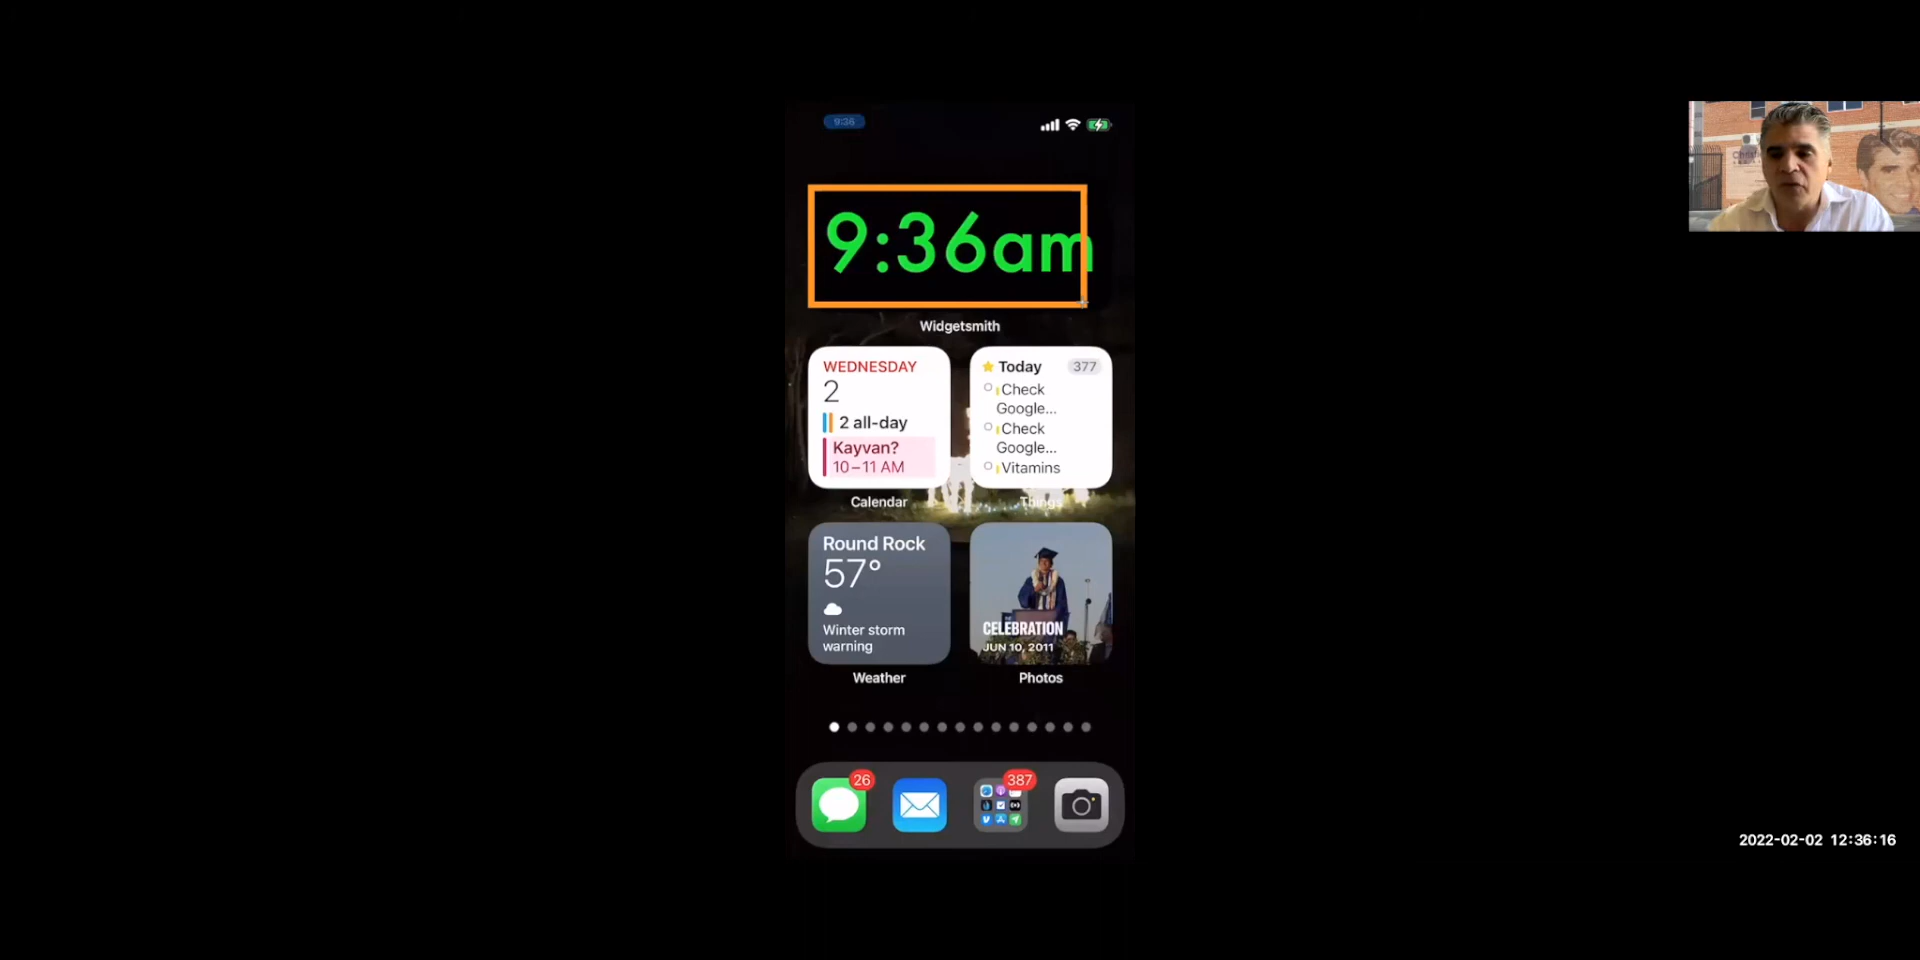 9:36
9:36am
Widgetsmith
WEDNESDAY
2
2 all-day
Kayvan?
10–11 AM
Calendar
Today 377
Check
Google...
Check
Google...
Vitamins
Things
Round Rock
57°
Winter storm
warning
Weather
CELEBRATION
JUN 10, 2011
Photos
26
387
2022-02-02 12:36:16